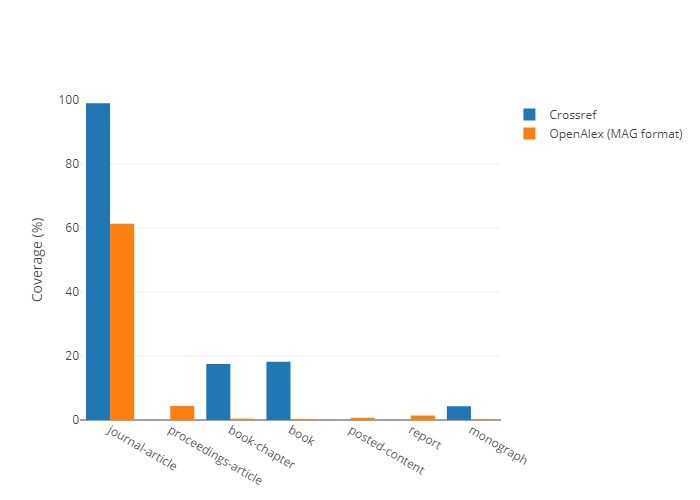 100
80
60
40
20
0
Coverage (%)
journal-article
proceedings-article
book-chapter
book
posted-content
report
monograph
Crossref
OpenAlex (MAG format)